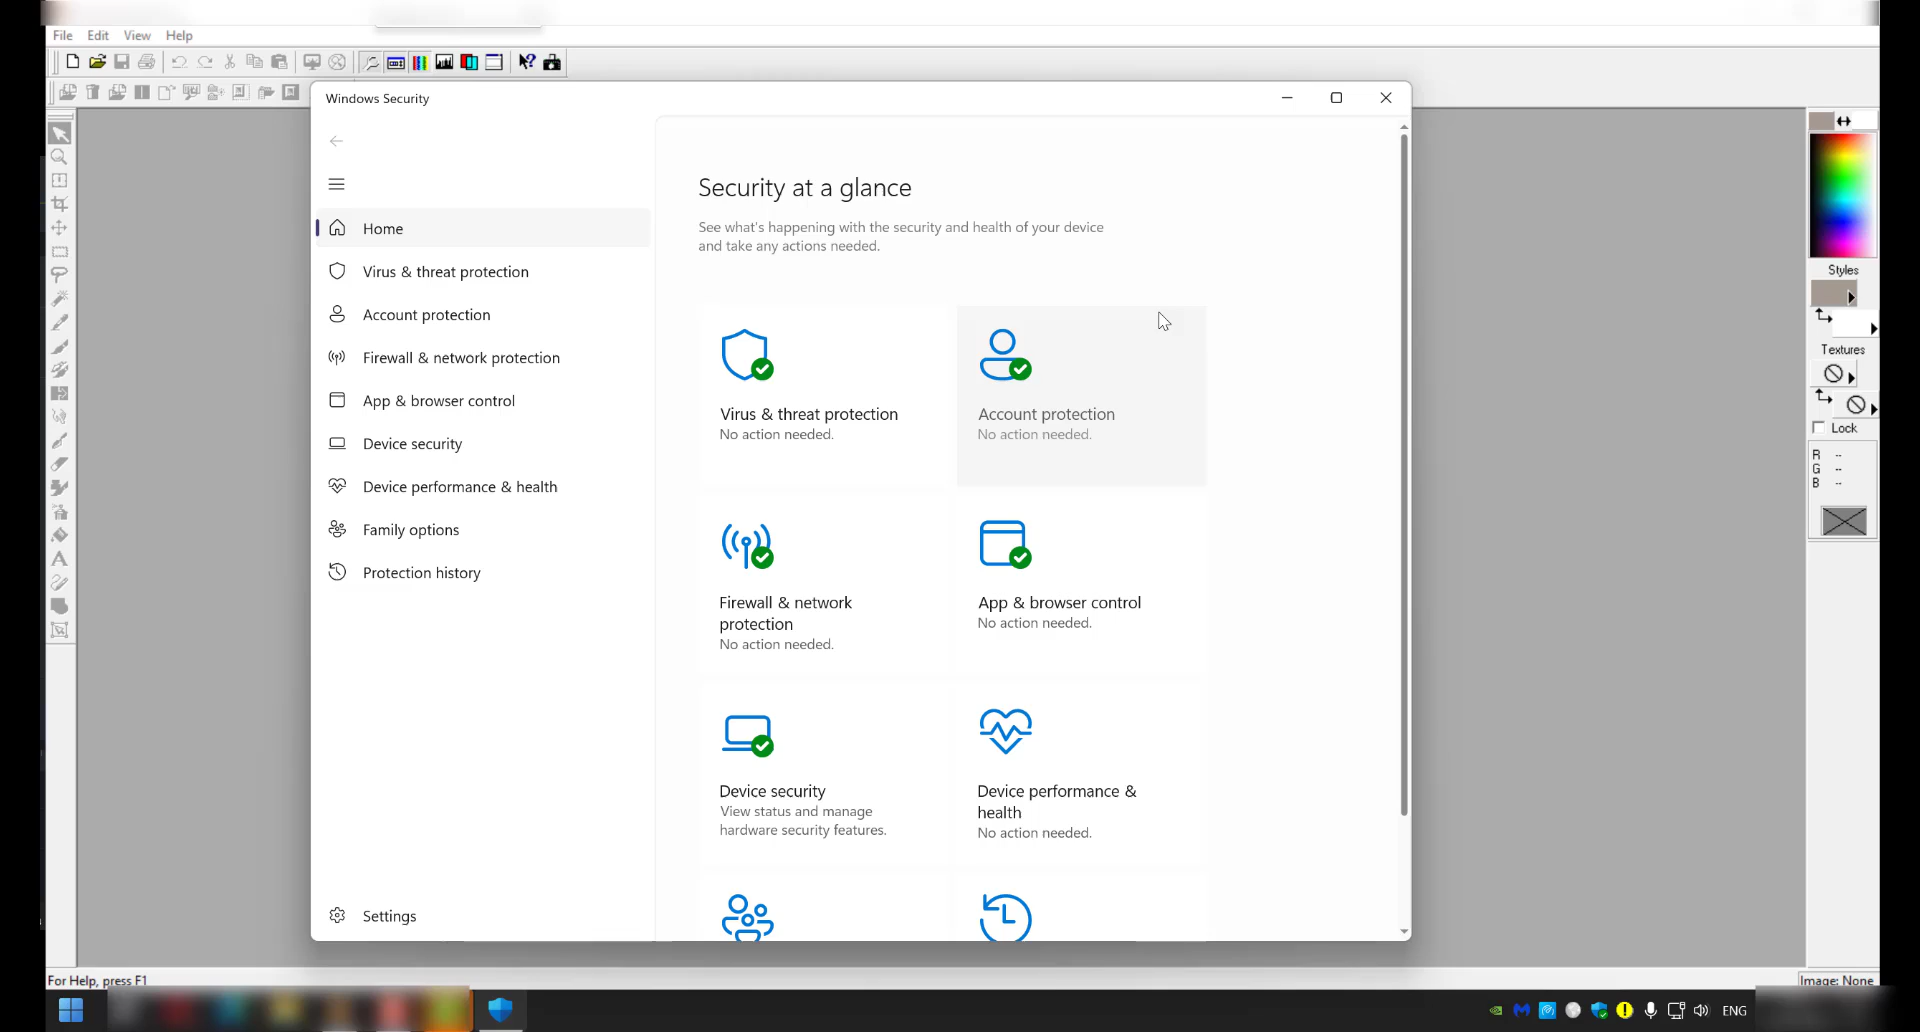 File Edit View Help
Windows Security
Home
Virus & threat protection
Account protection
Firewall & network protection
App & browser control
Device security
Device performance & health
Family options
Protection history
Settings
Security at a glance
See what's happening with the security and health of your device
and take any actions needed.
Virus & threat protection
No action needed.
Account protection
No action needed.
Firewall & network
protection
No action needed.
App & browser control
No action needed.
Device security
View status and manage
hardware security features.
Device performance &
health
No action needed.
Styles
Textures
Lock
R --
G --
B --
For Help, press F1
Image: None
ENG